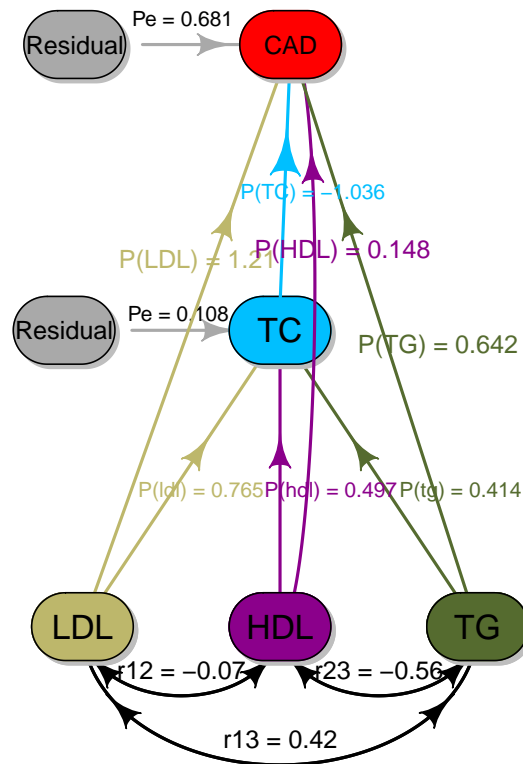 Pe = 0.681
Residual
CAD
P(TC) = −1.036
P(LDL) = 1.21
P(HDL) = 0.148
Pe = 0.108
Residual
TC
P(TG) = 0.642
P(ldl) = 0.765
P(hdl) = 0.497
P(tg) = 0.414
LDL
HDL
TG
r12 = −0.07
r23 = −0.56
r13 = 0.42